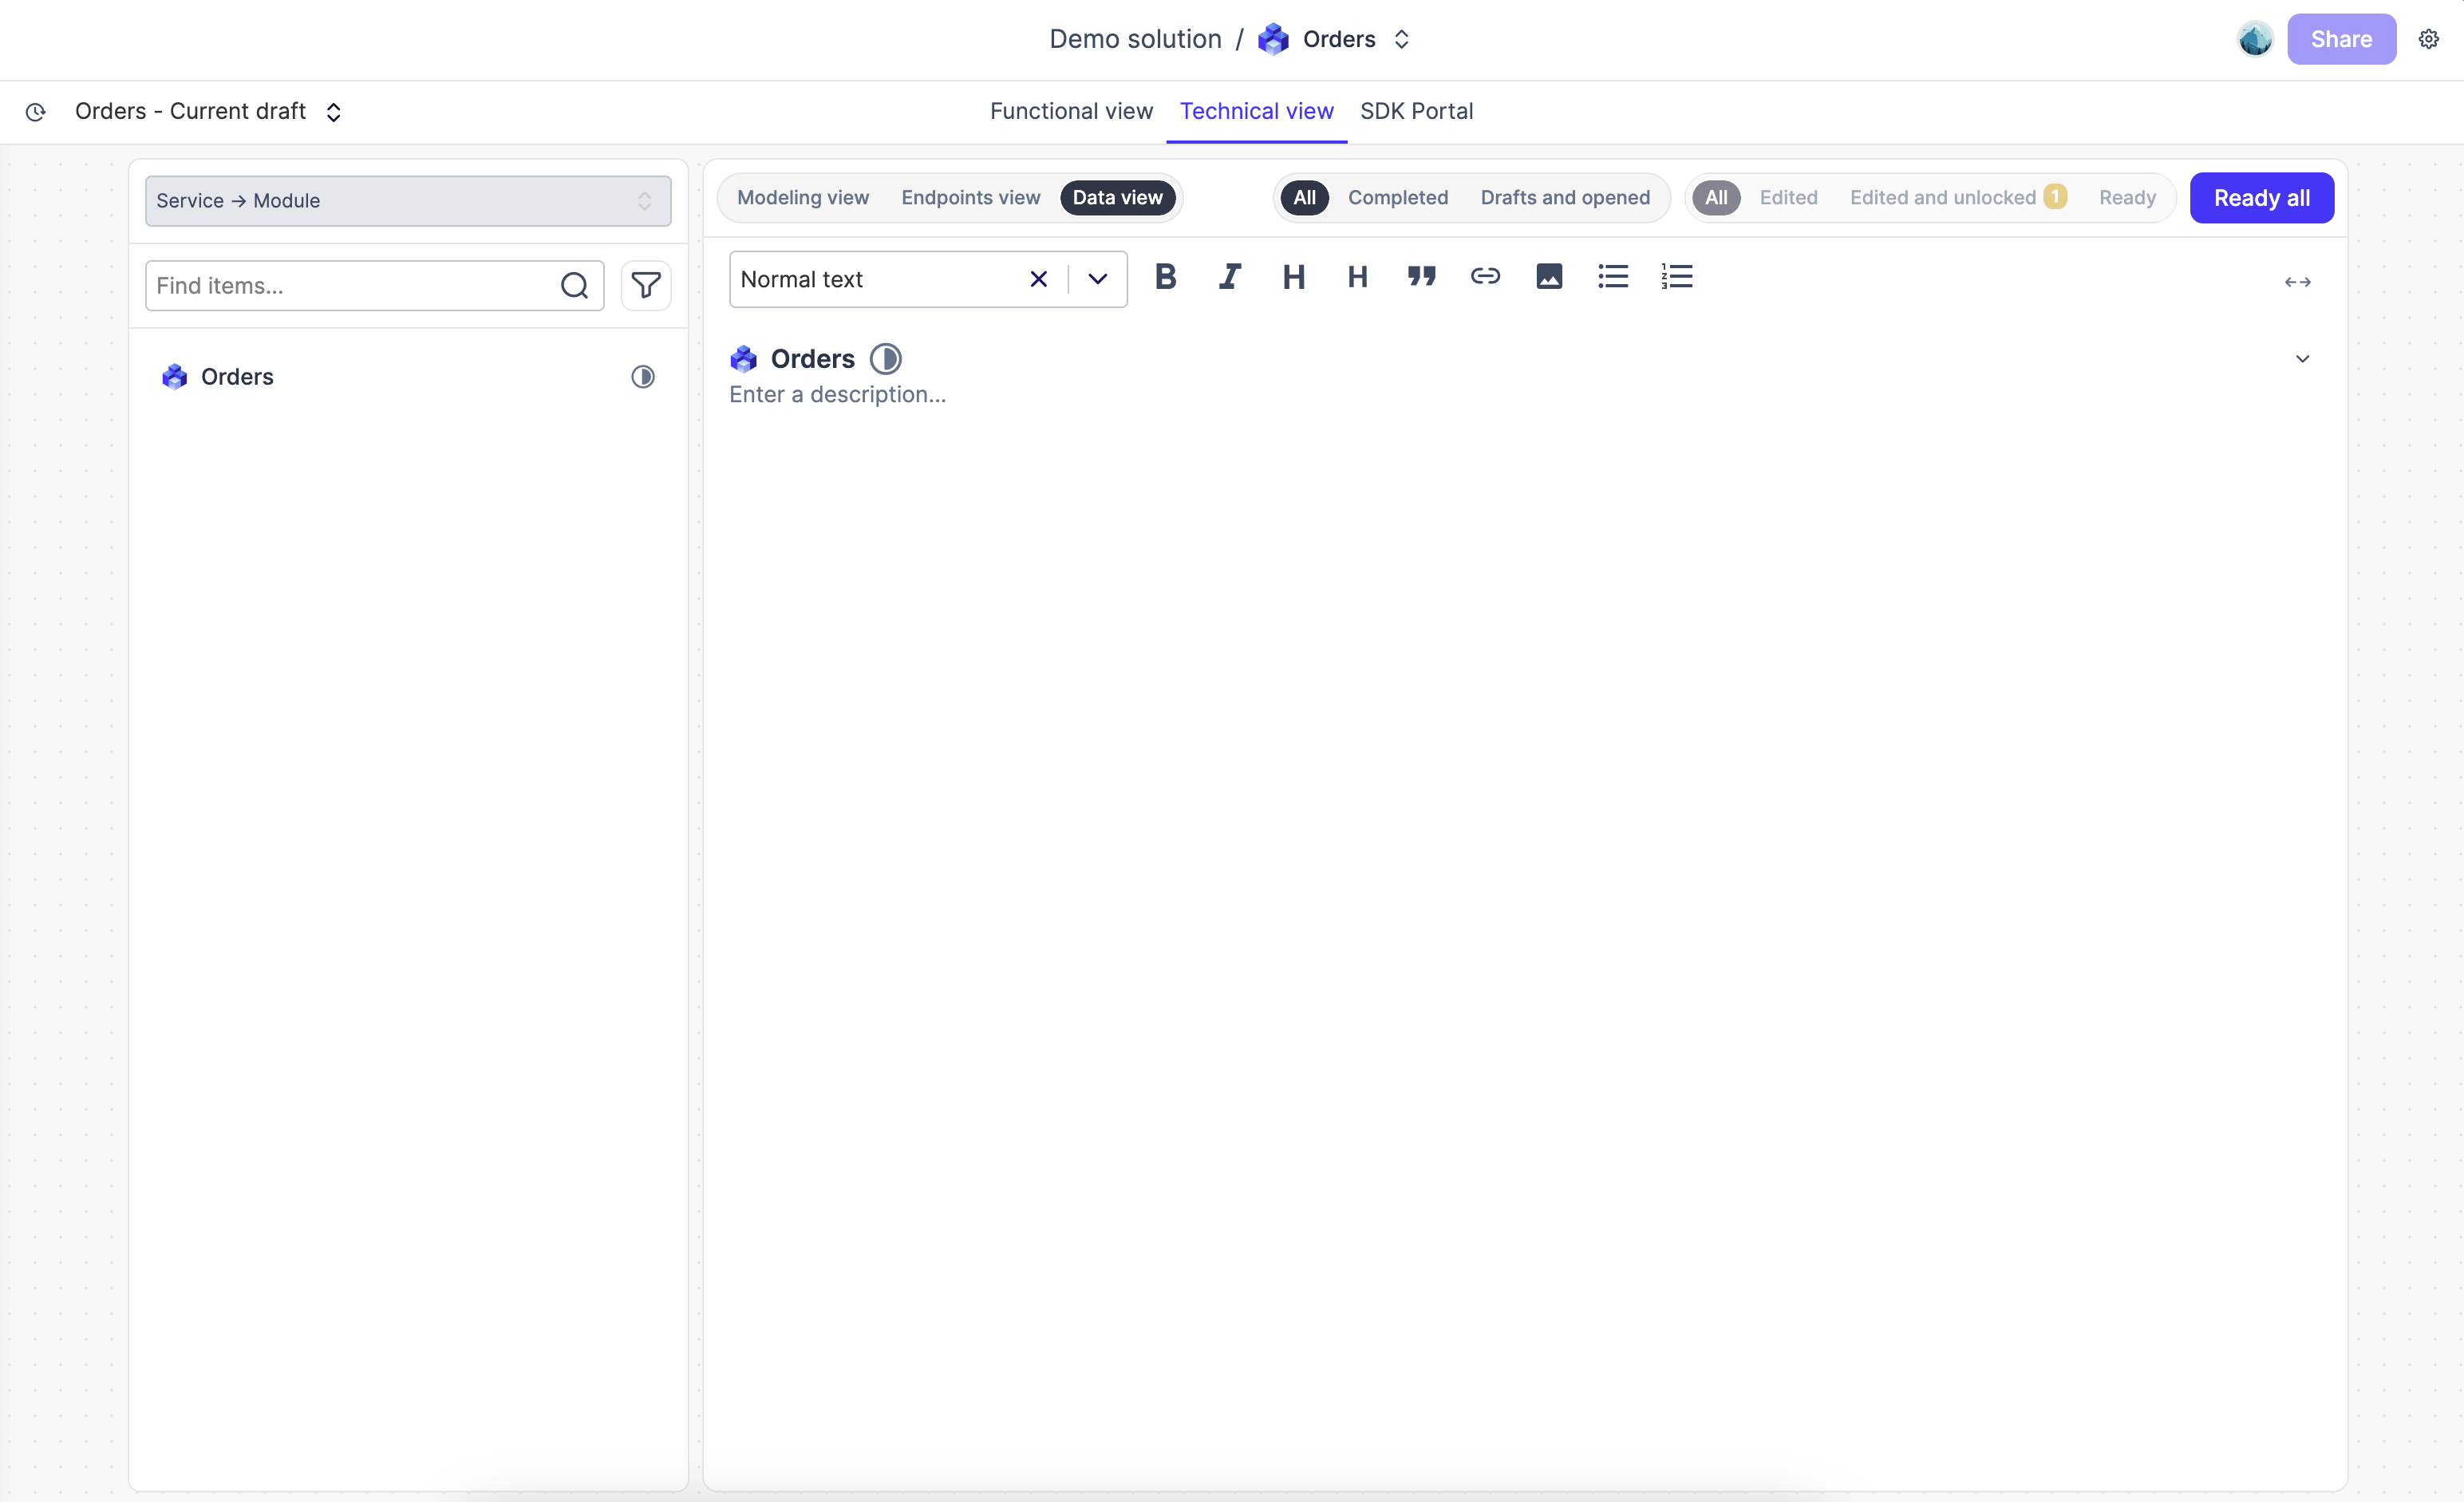 Demo solution / Orders
Share
Orders - Current draft
Functional view Technical view SDK Portal
Service → Module
Modeling view Endpoints view Data view
All Completed Drafts and opened
All Edited Edited and unlocked 1 Ready
Ready all
Find items...
Normal text
Orders
Orders
Enter a description...